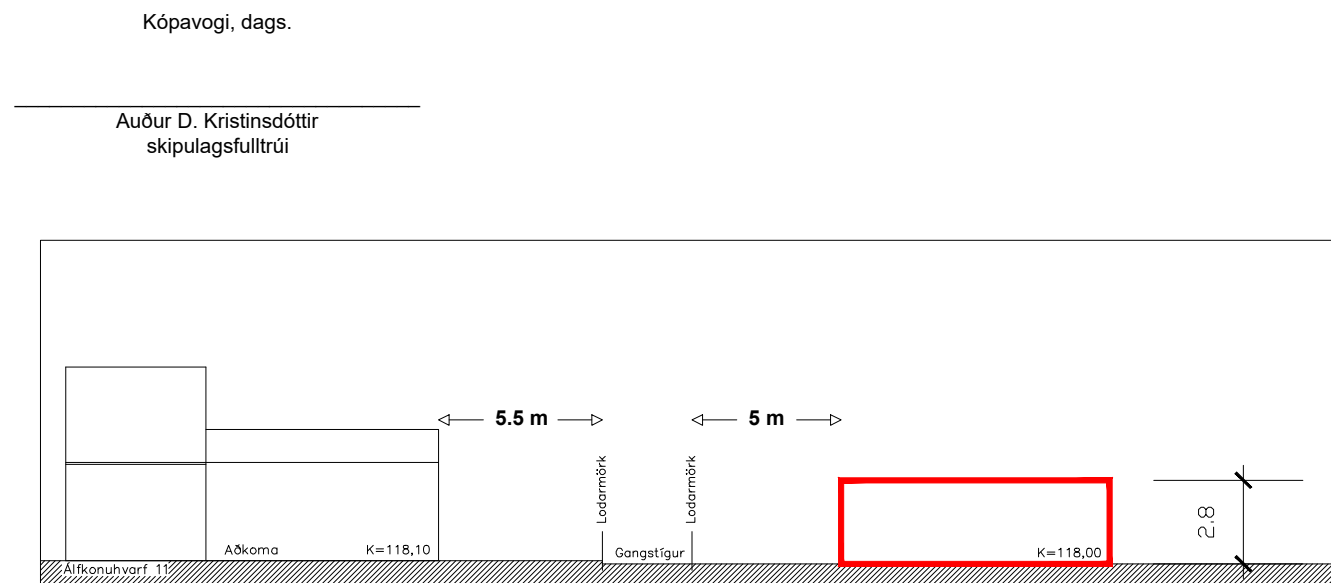 Kópavogi, dags.
Auður D. Kristinsdóttir
skipulagsfulltrúi
5.5 m
5 m
Lodarmörk
Lodarmörk
2.8
Aðkoma
K=118,10
Gangstígur
K=118,00
Álfkonuhvarf 11